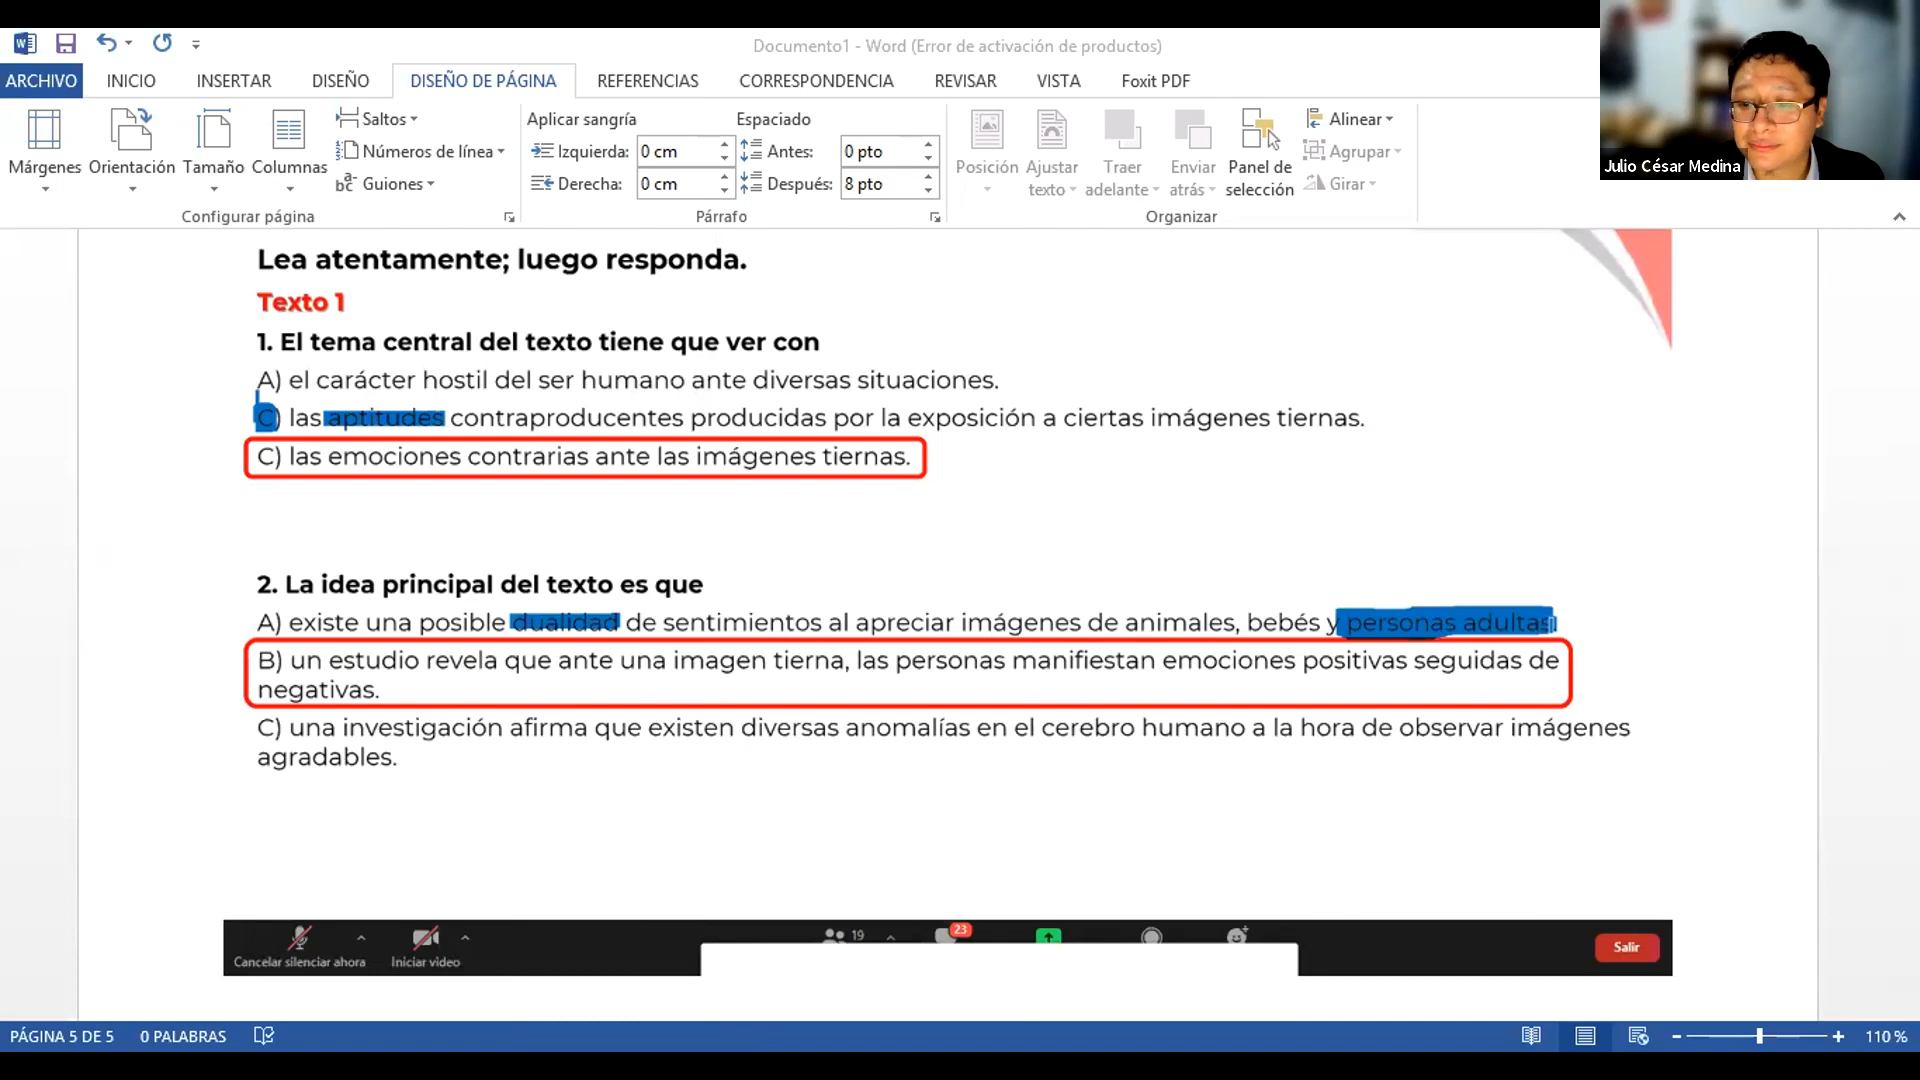 Documento1 - Word (Error de activación de productos)
ARCHIVO INICIO INSERTAR DISEÑO DISEÑO DE PÁGINA REFERENCIAS CORRESPONDENCIA REVISAR VISTA Foxit PDF
Márgenes Orientación Tamaño Columnas
Saltos
Números de línea
Guiones
Configurar página
Aplicar sangría Espaciado
Izquierda: 0 cm Antes: 0 pto
Derecha: 0 cm Después: 8 pto
Párrafo
Posición Ajustar texto Traer adelante Enviar atrás Panel de selección
Alinear
Agrupar
Girar
Organizar
Julio César Medina
Lea atentamente; luego responda.
Texto 1
1. El tema central del texto tiene que ver con
A) el carácter hostil del ser humano ante diversas situaciones.
C) las aptitudes contraproducentes producidas por la exposición a ciertas imágenes tiernas.
C) las emociones contrarias ante las imágenes tiernas.
2. La idea principal del texto es que
A) existe una posible dualidad de sentimientos al apreciar imágenes de animales, bebés y personas adultas.
B) un estudio revela que ante una imagen tierna, las personas manifiestan emociones positivas seguidas de
negativas.
C) una investigación afirma que existen diversas anomalías en el cerebro humano a la hora de observar imágenes
agradables.
19 23
Cancelar silenciar ahora Iniciar video Salir
PÁGINA 5 DE 5 0 PALABRAS 110 %